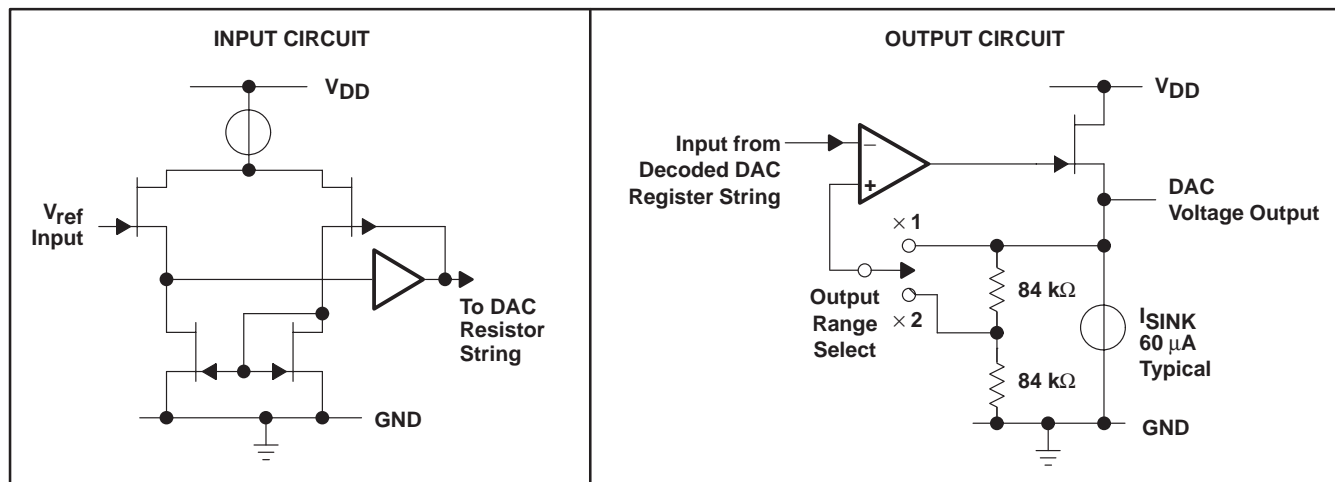 INPUT CIRCUIT
VDD
Vref
Input
To DAC
Resistor
String
GND
OUTPUT CIRCUIT
VDD
Input from
Decoded DAC
Register String
−
+
DAC
Voltage Output
× 1
84 kΩ
Output
Range
Select
× 2
ISINK
60 μA
Typical
84 kΩ
GND